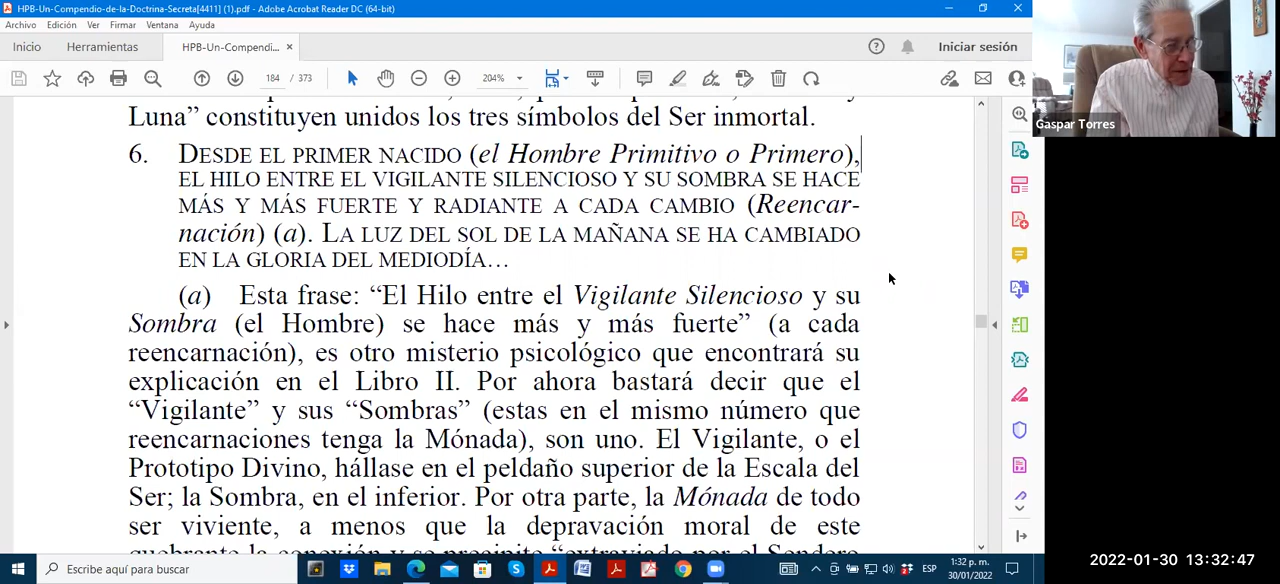 HPB-Un-Compendio-de-la-Doctrina-Secreta[4411] (1).pdf - Adobe Acrobat Reader DC (64-bit)
Archivo Edición Ver Firmar Ventana Ayuda
Inicio Herramientas HPB-Un-Compendi... × Iniciar sesión
184 / 373 204%
Luna” constituyen unidos los tres símbolos del Ser inmortal.
6. DESDE EL PRIMER NACIDO (el Hombre Primitivo o Primero),
EL HILO ENTRE EL VIGILANTE SILENCIOSO Y SU SOMBRA SE HACE
MÁS Y MÁS FUERTE Y RADIANTE A CADA CAMBIO (Reencar-
nación) (a). LA LUZ DEL SOL DE LA MAÑANA SE HA CAMBIADO
EN LA GLORIA DEL MEDIODÍA…
(a) Esta frase: “El Hilo entre el Vigilante Silencioso y su
Sombra (el Hombre) se hace más y más fuerte” (a cada
reencarnación), es otro misterio psicológico que encontrará su
explicación en el Libro II. Por ahora bastará decir que el
“Vigilante” y sus “Sombras” (estas en el mismo número que
reencarnaciones tenga la Mónada), son uno. El Vigilante, o el
Prototipo Divino, hállase en el peldaño superior de la Escala del
Ser; la Sombra, en el inferior. Por otra parte, la Mónada de todo
ser viviente, a menos que la depravación moral de este
quebrante la conexión y se precipite “extraviado por el Sendero
Gaspar Torres
Escribe aquí para buscar
ESP
1:32 p. m.
30/01/2022
2022-01-30 13:32:47